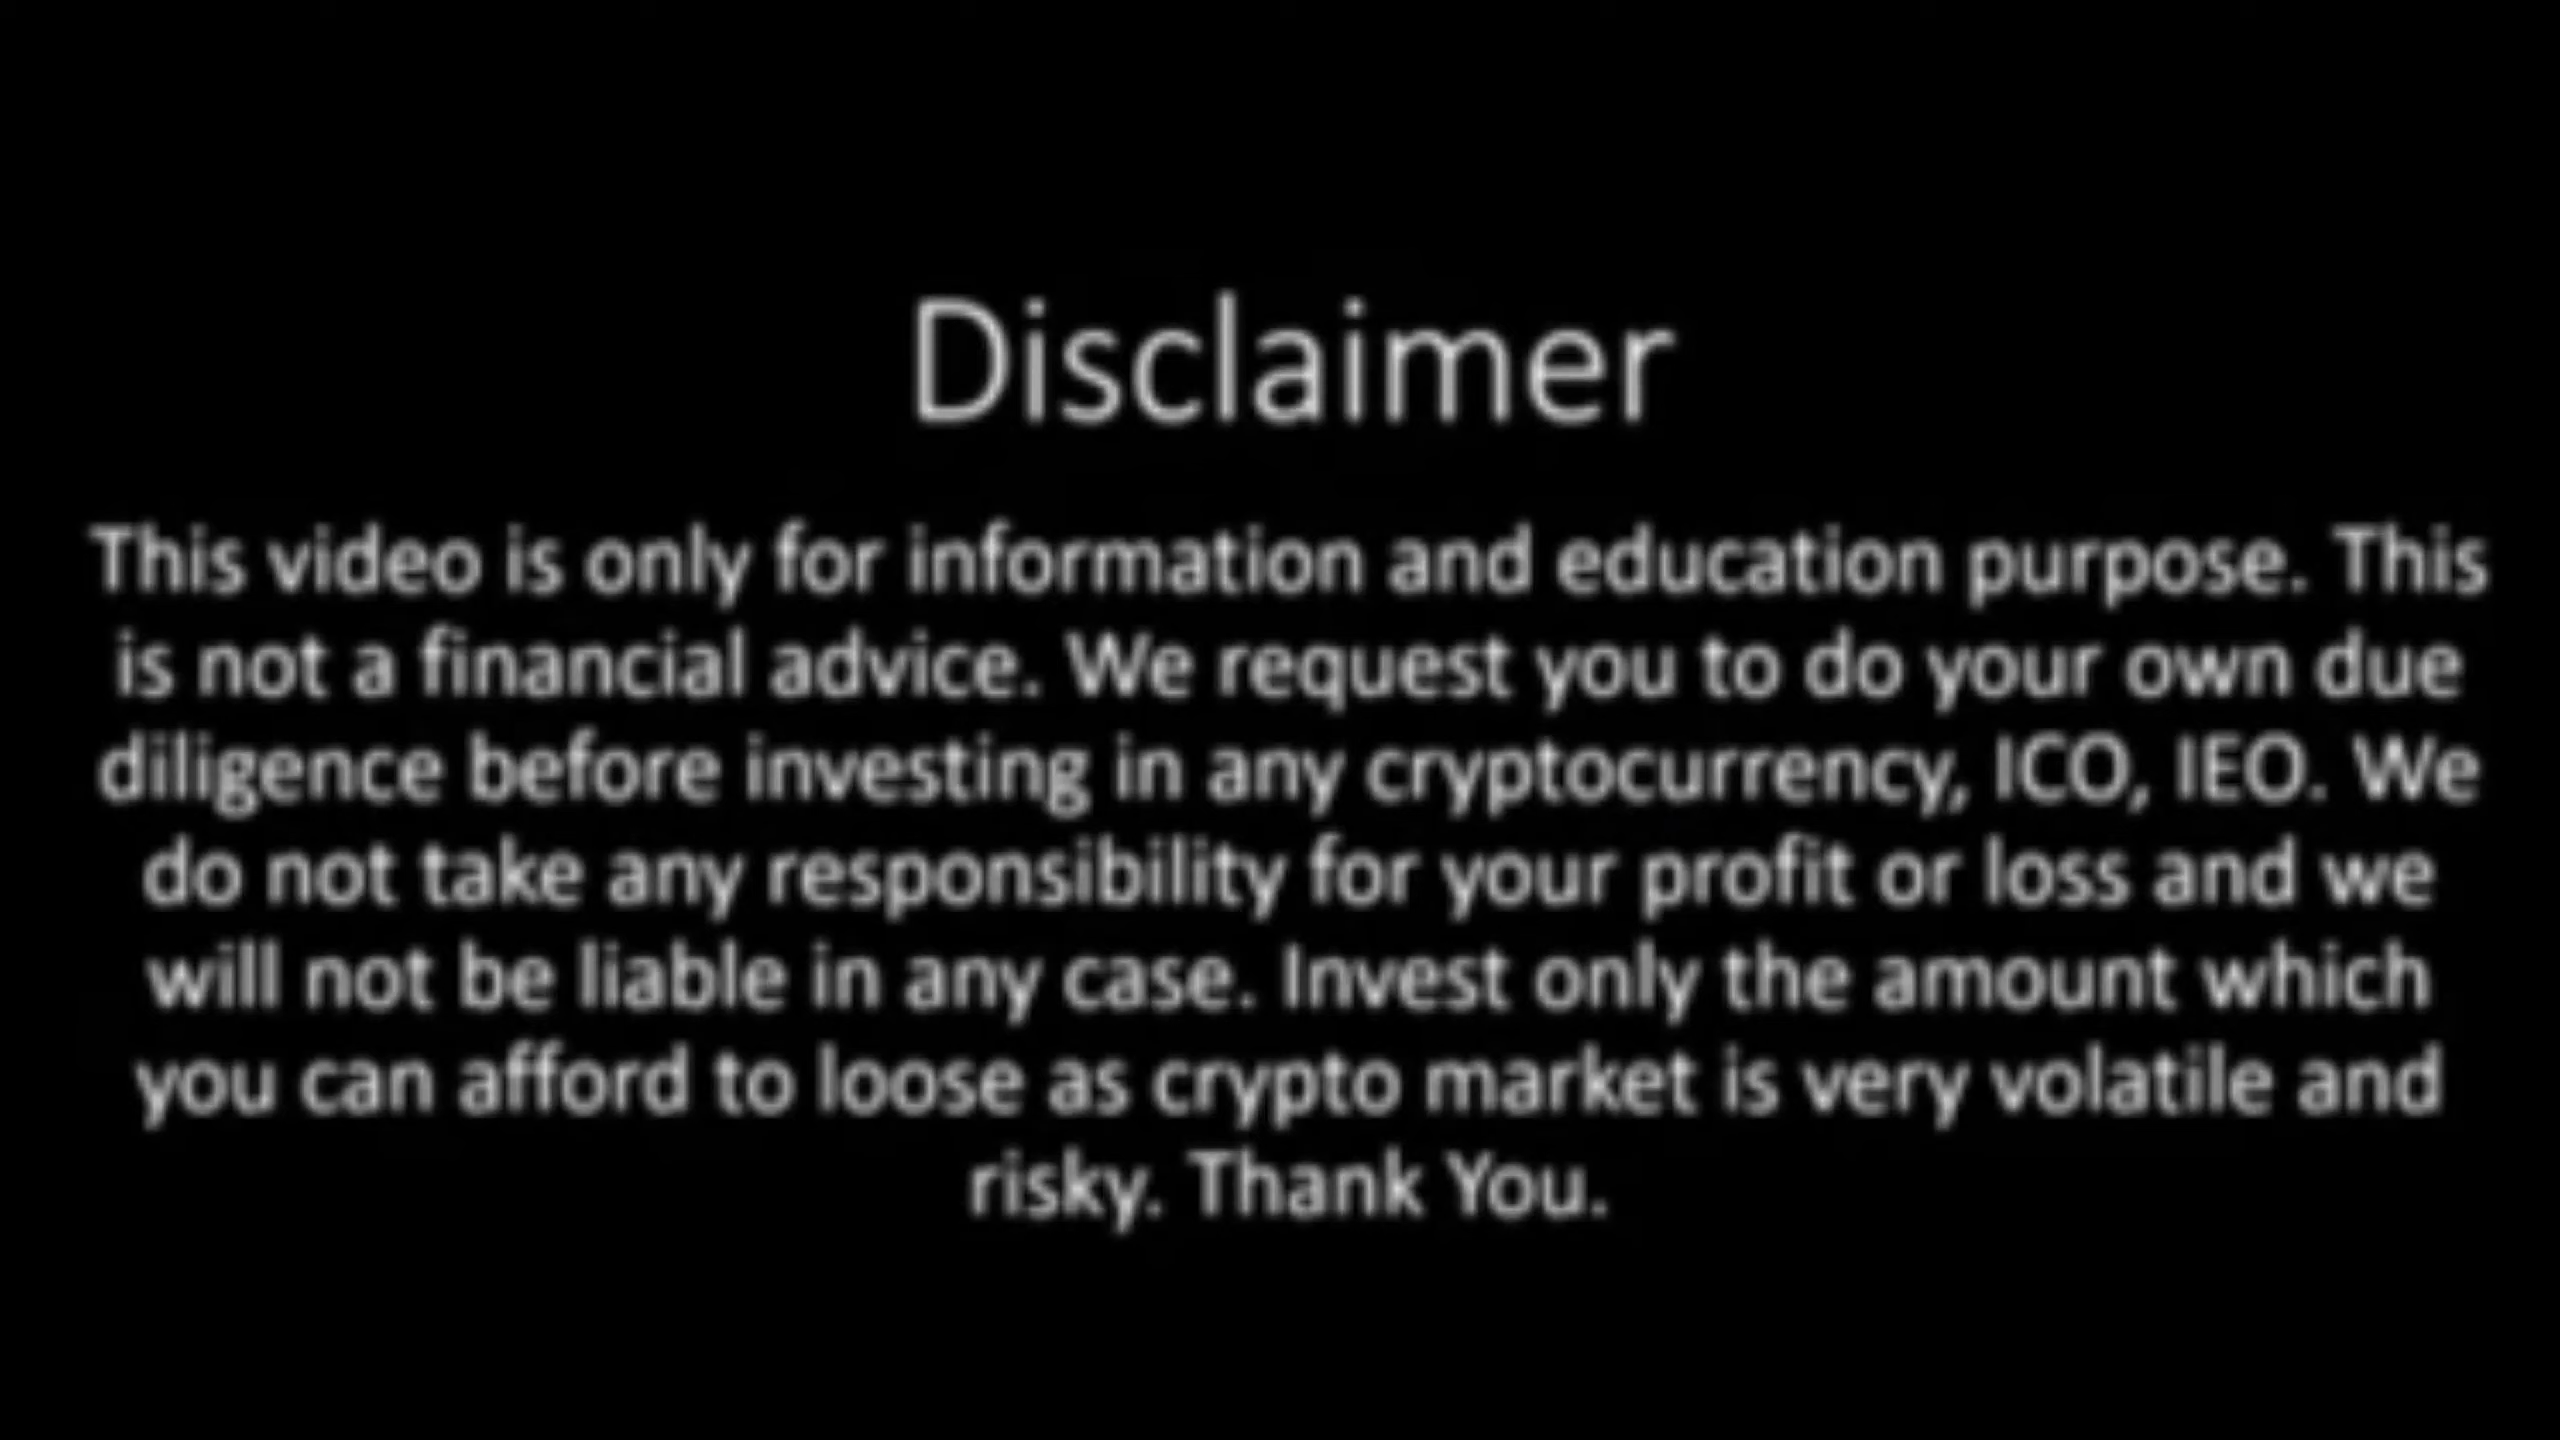 Disclaimer
This video is only for information and education purpose. This
is not a financial advice. We request you to do your own due
diligence before investing in any cryptocurrency, ICO, IEO. We
do not take any responsibility for your profit or loss and we
will not be liable in any case. Invest only the amount which
you can afford to loose as crypto market is very volatile and
risky. Thank You.